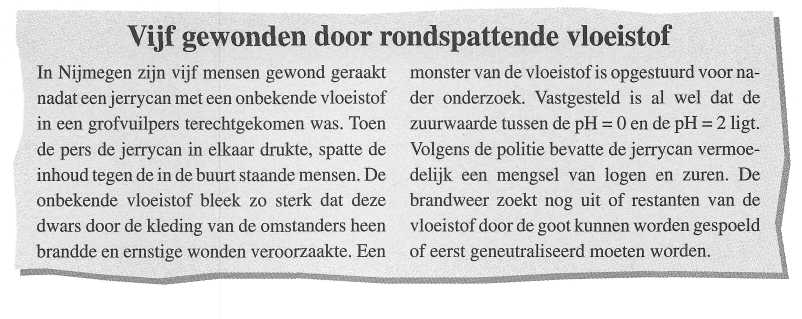 Vijf gewonden door rondspattende vloeistof
In Nijmegen zijn vijf mensen gewond geraakt
nadat een jerrycan met een onbekende vloeistof
in een grofvuilpers terechtgekomen was. Toen
de pers de jerrycan in elkaar drukte, spatte de
inhoud tegen de in de buurt staande mensen. De
onbekende vloeistof bleek zo sterk dat deze
dwars door de kleding van de omstanders heen
brandde en ernstige wonden veroorzaakte. Een
monster van de vloeistof is opgestuurd voor na-
der onderzoek. Vastgesteld is al wel dat de
zuurwaarde tussen de pH = 0 en de pH = 2 ligt.
Volgens de politie bevatte de jerrycan vermoe-
delijk een mengsel van logen en zuren. De
brandweer zoekt nog uit of restanten van de
vloeistof door de goot kunnen worden gespoeld
of eerst geneutraliseerd moeten worden.